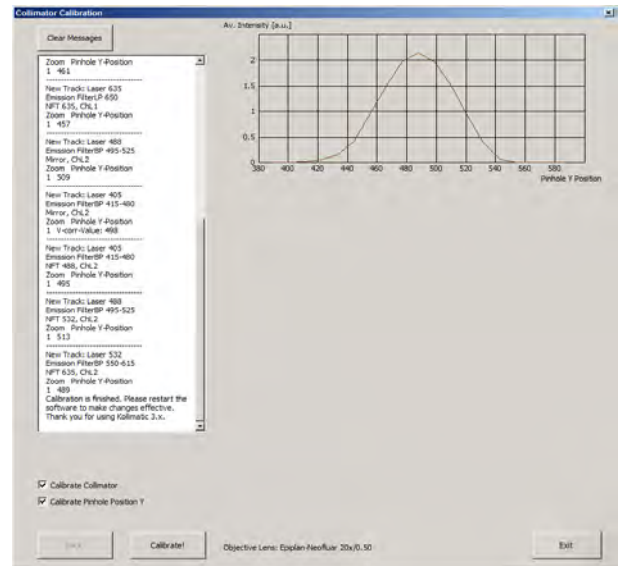 Collimator Calibration
Clear Messages
Zoom Pinhole Y-Position
1 461
New Track: Laser 635
Emission FilterLP 650
NFT 635, ChL1
Zoom Pinhole Y-Position
1 457
New Track: Laser 488
Emission FilterBP 495-525
Mirror, ChL2
Zoom Pinhole Y-Position
1 509
New Track: Laser 405
Emission FilterBP 415-480
Mirror, ChL2
Zoom Pinhole Y-Position
1 V-corr-Value: 498
New Track: Laser 405
Emission FilterBP 415-480
NFT 488, ChL2
Zoom Pinhole Y-Position
1 495
New Track: Laser 488
Emission FilterBP 495-525
NFT 532, ChL2
Zoom Pinhole Y-Position
1 513
New Track: Laser 532
Emission FilterBP 550-615
NFT 635, ChL2
Zoom Pinhole Y-Position
1 489
Calibration is finished. Please restart the
software to make changes effective.
Thank you for using Kollimatic 3.x.
Av. Intensity [a.u.]
2
1.5
1
0.5
0
380 400 420 440 460 480 500 520 540 560 580
Pinhole Y Position
Calibrate Collimator
Calibrate Pinhole Position Y
Calibrate!
Objective Lens: Epiplan-Neofluar 20x/0.50
Exit